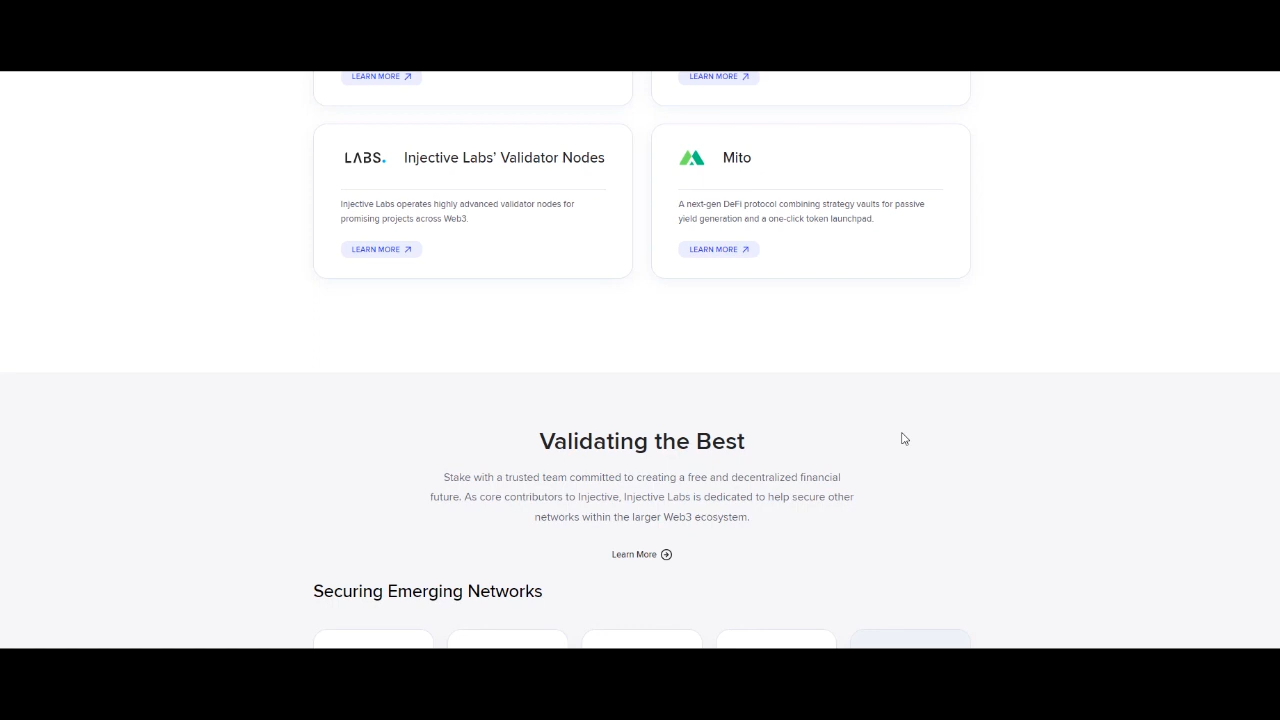 LEARN MORE
LEARN MORE
LABS.
Injective Labs’ Validator Nodes
Injective Labs operates highly advanced validator nodes for
promising projects across Web3.
LEARN MORE
Mito
A next-gen DeFi protocol combining strategy vaults for passive
yield generation and a one-click token launchpad.
LEARN MORE
Validating the Best
Stake with a trusted team committed to creating a free and decentralized financial
future. As core contributors to Injective, Injective Labs is dedicated to help secure other
networks within the larger Web3 ecosystem.
Learn More
Securing Emerging Networks